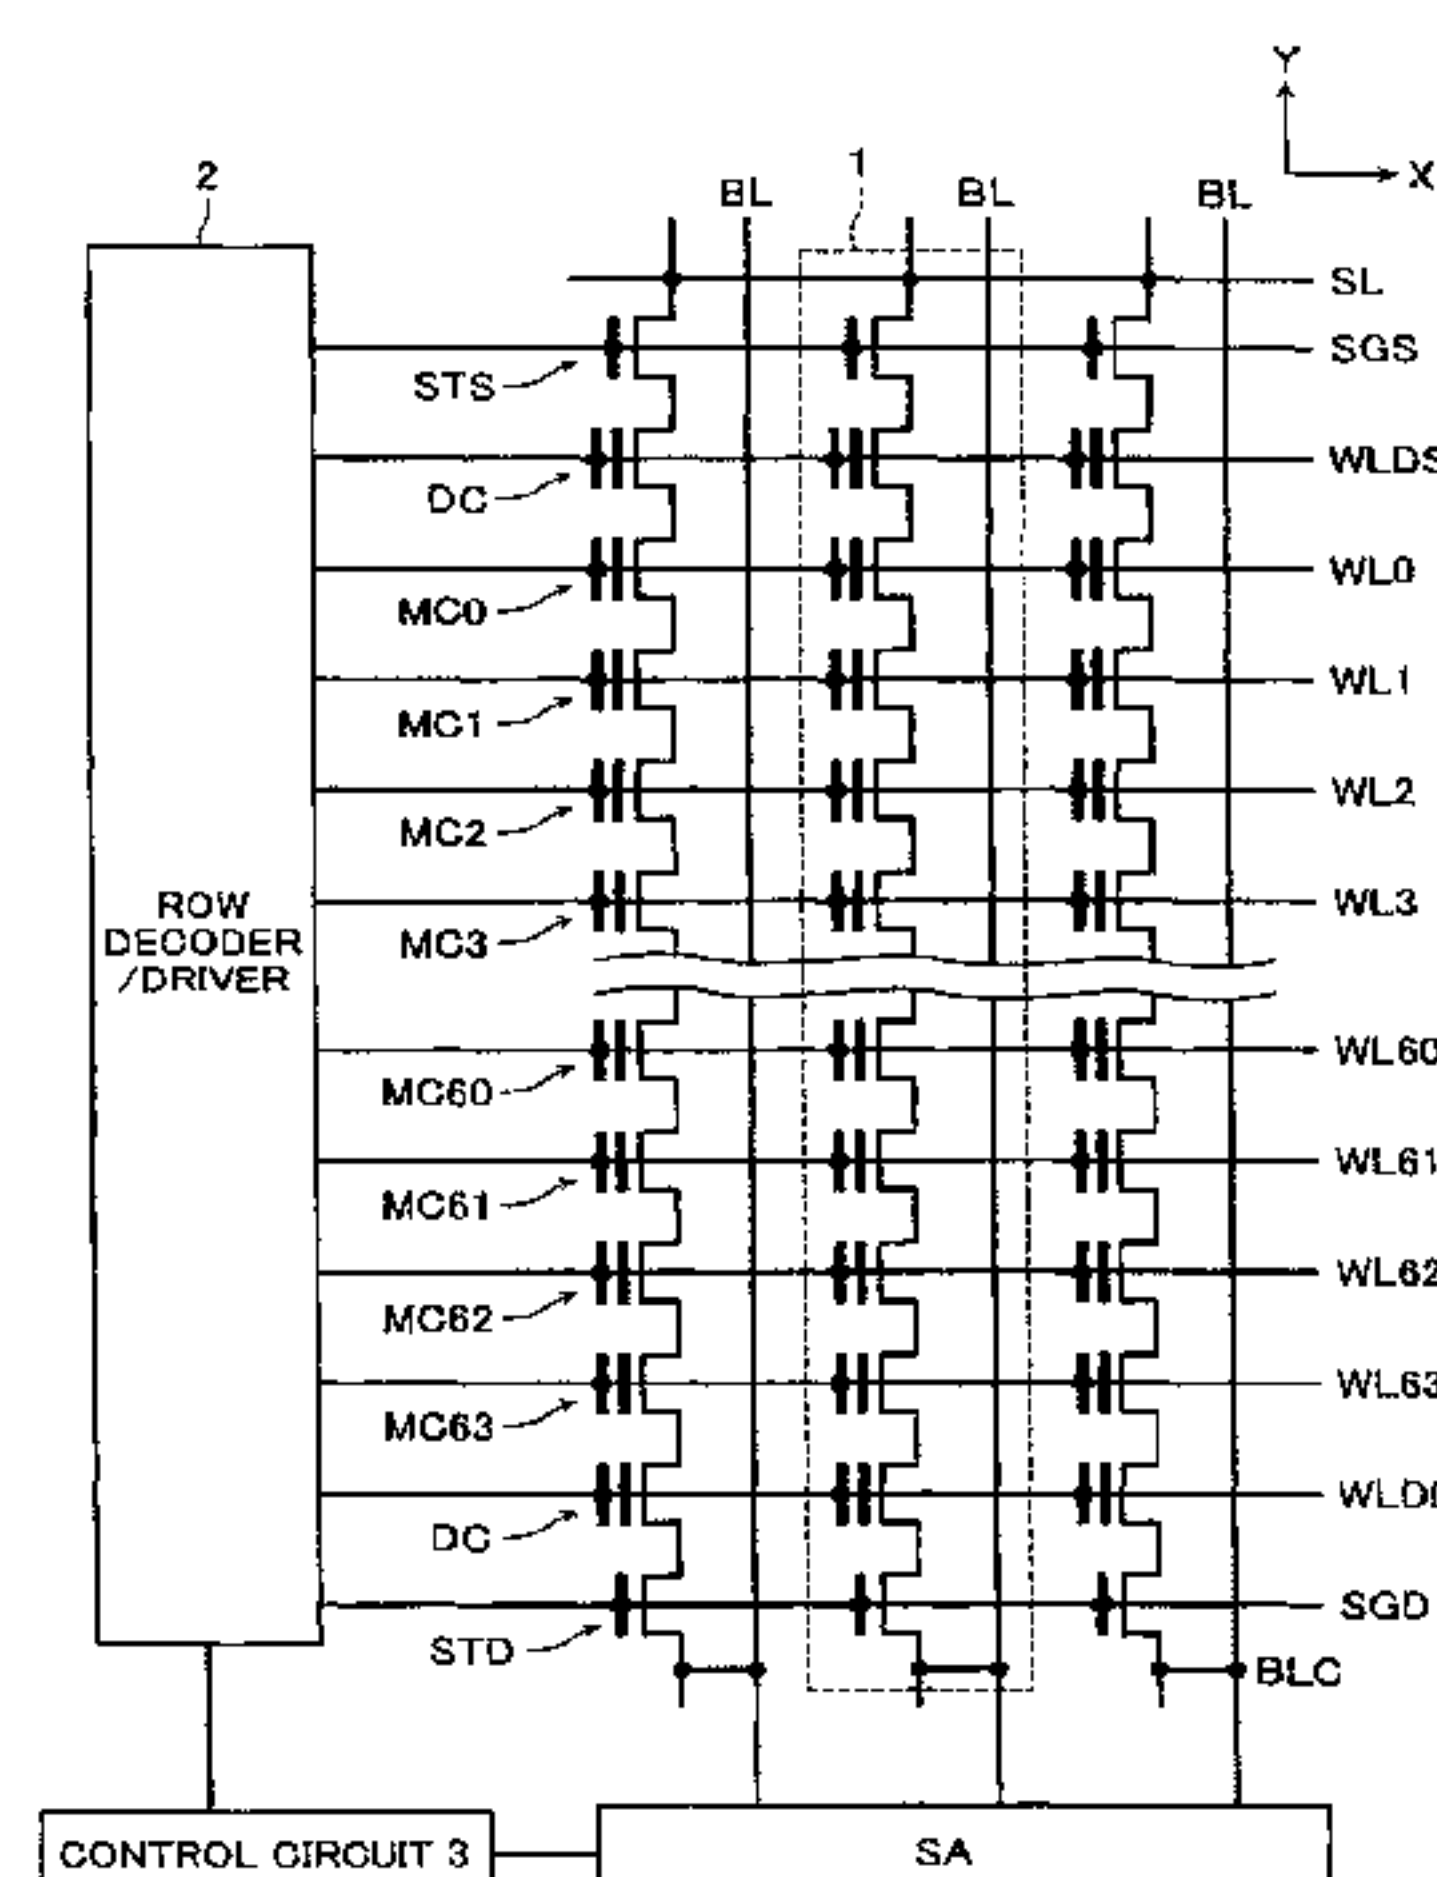 Y
X
2
1
BL
BL
BL
SL
SGS
STS
WLDS
DC
WL0
MC0
WL1
MC1
WL2
MC2
WL3
MC3
ROW
DECODER
/DRIVER
WL60
MC60
WL61
MC61
WL62
MC62
WL63
MC63
DC
SGD
STD
BLC
CONTROL CIRCUIT 3
SA